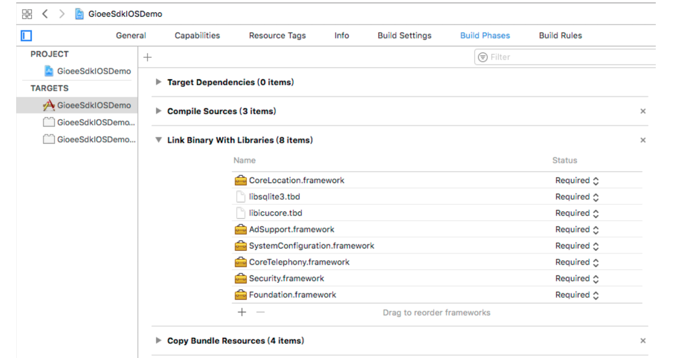 GioeeSdkIOSDemo
General Capabilities Resource Tags Info Build Settings Build Phases Build Rules
PROJECT
GioeeSdkIOSDemo
TARGETS
GioeeSdkIOSDemo
GioeeSdkIOSDemo...
GioeeSdkIOSDemo...
Filter
Target Dependencies (0 items)
Compile Sources (3 items)
Link Binary With Libraries (8 items)
Name Status
CoreLocation.framework Required
libsqlite3.tbd Required
libicucore.tbd Required
AdSupport.framework Required
SystemConfiguration.framework Required
CoreTelephony.framework Required
Security.framework Required
Foundation.framework Required
Drag to reorder frameworks
Copy Bundle Resources (4 items)